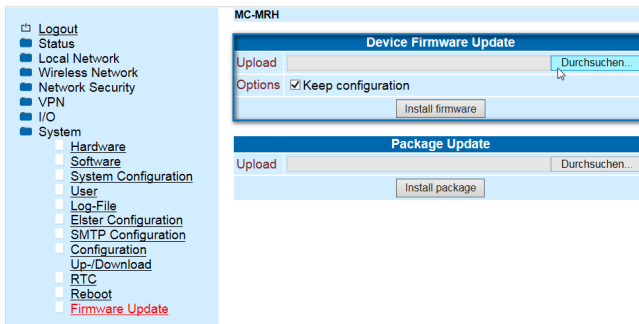 MC-MRH
Logout
Status
Local Network
Wireless Network
Network Security
VPN
I/O
System
Hardware
Software
System Configuration
User
Log-File
Elster Configuration
SMTP Configuration
Configuration
Up-/Download
RTC
Reboot
Firmware Update
Device Firmware Update
Upload Durchsuchen...
Options Keep configuration
Install firmware
Package Update
Upload Durchsuchen...
Install package